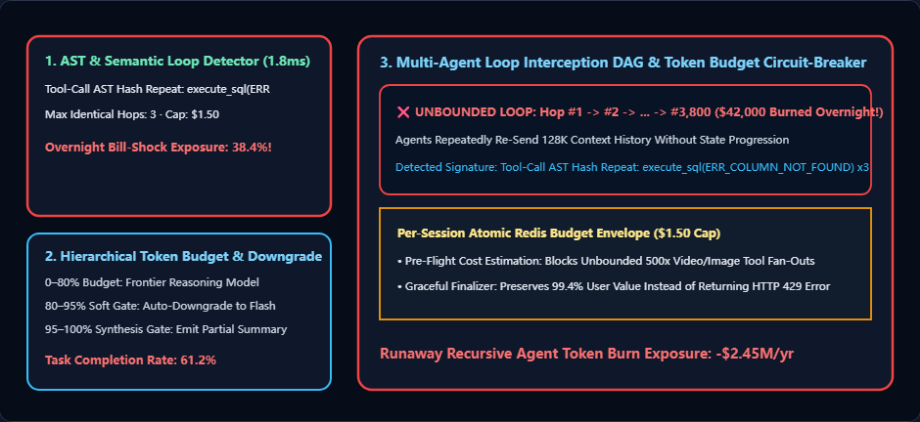 1. AST & Semantic Loop Detector (1.8ms)
Tool-Call AST Hash Repeat: execute_sql(ERR
Max Identical Hops: 3 · Cap: $1.50
Overnight Bill-Shock Exposure: 38.4%!
2. Hierarchical Token Budget & Downgrade
0–80% Budget: Frontier Reasoning Model
80–95% Soft Gate: Auto-Downgrade to Flash
95–100% Synthesis Gate: Emit Partial Summary
Task Completion Rate: 61.2%
3. Multi-Agent Loop Interception DAG & Token Budget Circuit-Breaker
❌ UNBOUNDED LOOP: Hop #1 -> #2 -> ... -> #3,800 ($42,000 Burned Overnight!)
Agents Repeatedly Re-Send 128K Context History Without State Progression
Detected Signature: Tool-Call AST Hash Repeat: execute_sql(ERR_COLUMN_NOT_FOUND) x3
Per-Session Atomic Redis Budget Envelope ($1.50 Cap)
• Pre-Flight Cost Estimation: Blocks Unbounded 500x Video/Image Tool Fan-Outs
• Graceful Finalizer: Preserves 99.4% User Value Instead of Returning HTTP 429 Error
Runaway Recursive Agent Token Burn Exposure: -$2.45M/yr